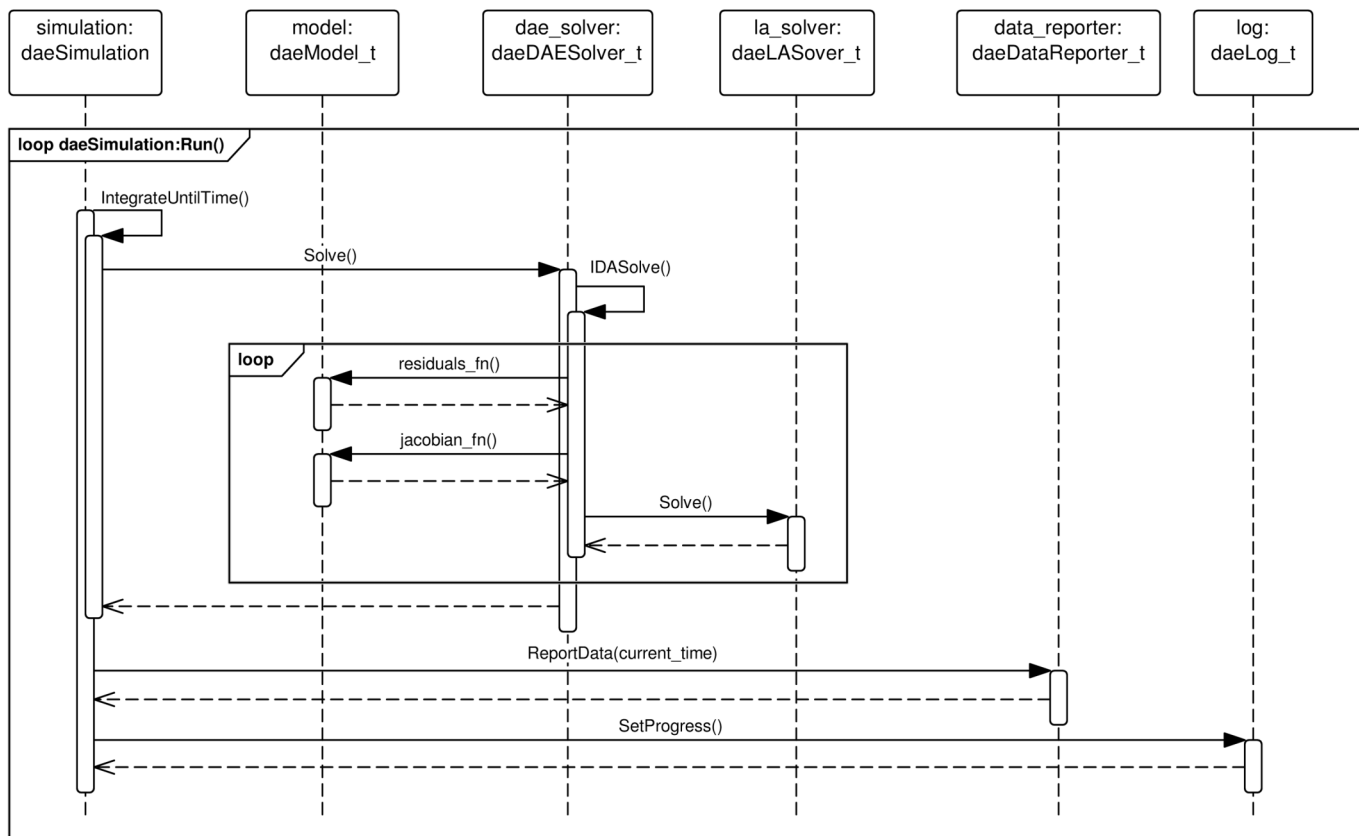 simulation:
daeSimulation
model:
daeModel_t
dae_solver:
daeDAESolver_t
la_solver:
daeLASover_t
data_reporter:
daeDataReporter_t
log:
daeLog_t
loop daeSimulation:Run()
IntegrateUntilTime()
Solve()
IDASolve()
loop
residuals_fn()
jacobian_fn()
Solve()
ReportData(current_time)
SetProgress()